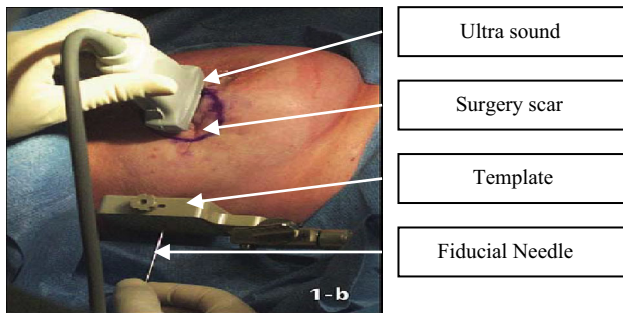 Ultra sound
Surgery scar
Template
Fiducial Needle
1-b